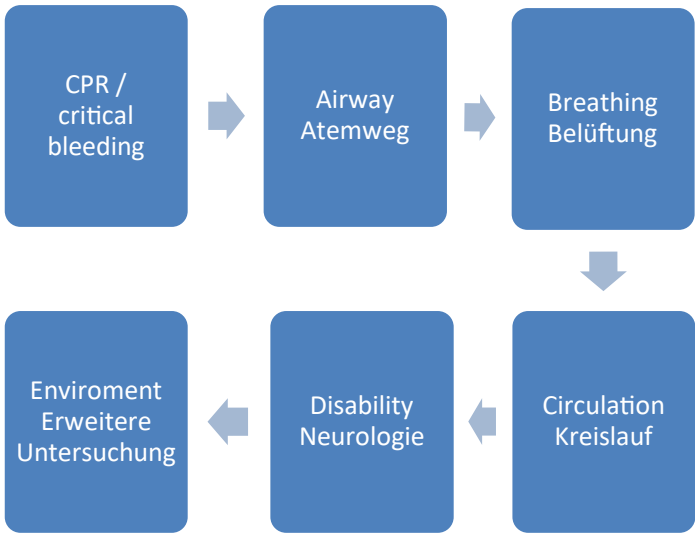 CPR /
critical
bleeding
Airway
Atemweg
Breathing
Belüftung
Circulation
Kreislauf
Disability
Neurologie
Enviroment
Erweitere
Untersuchung